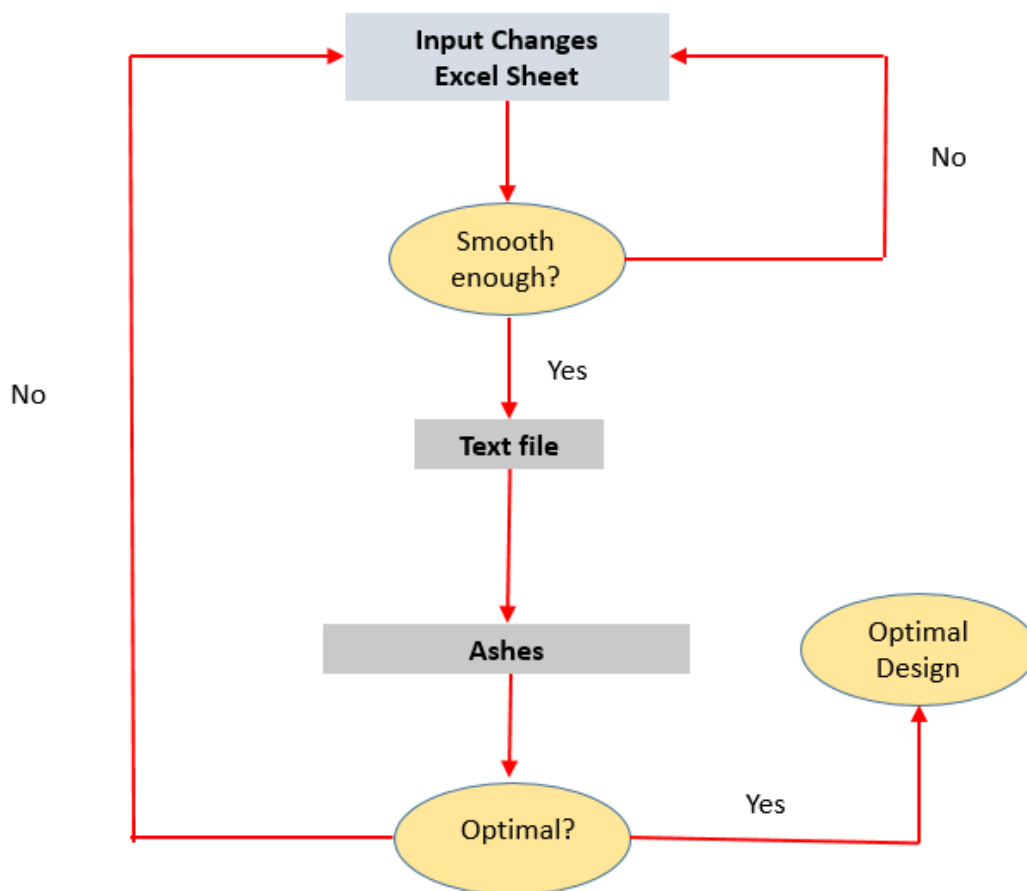 Input Changes
Excel Sheet
No
Smooth
enough?
Yes
No
Text file
Ashes
Optimal
Design
Yes
Optimal?